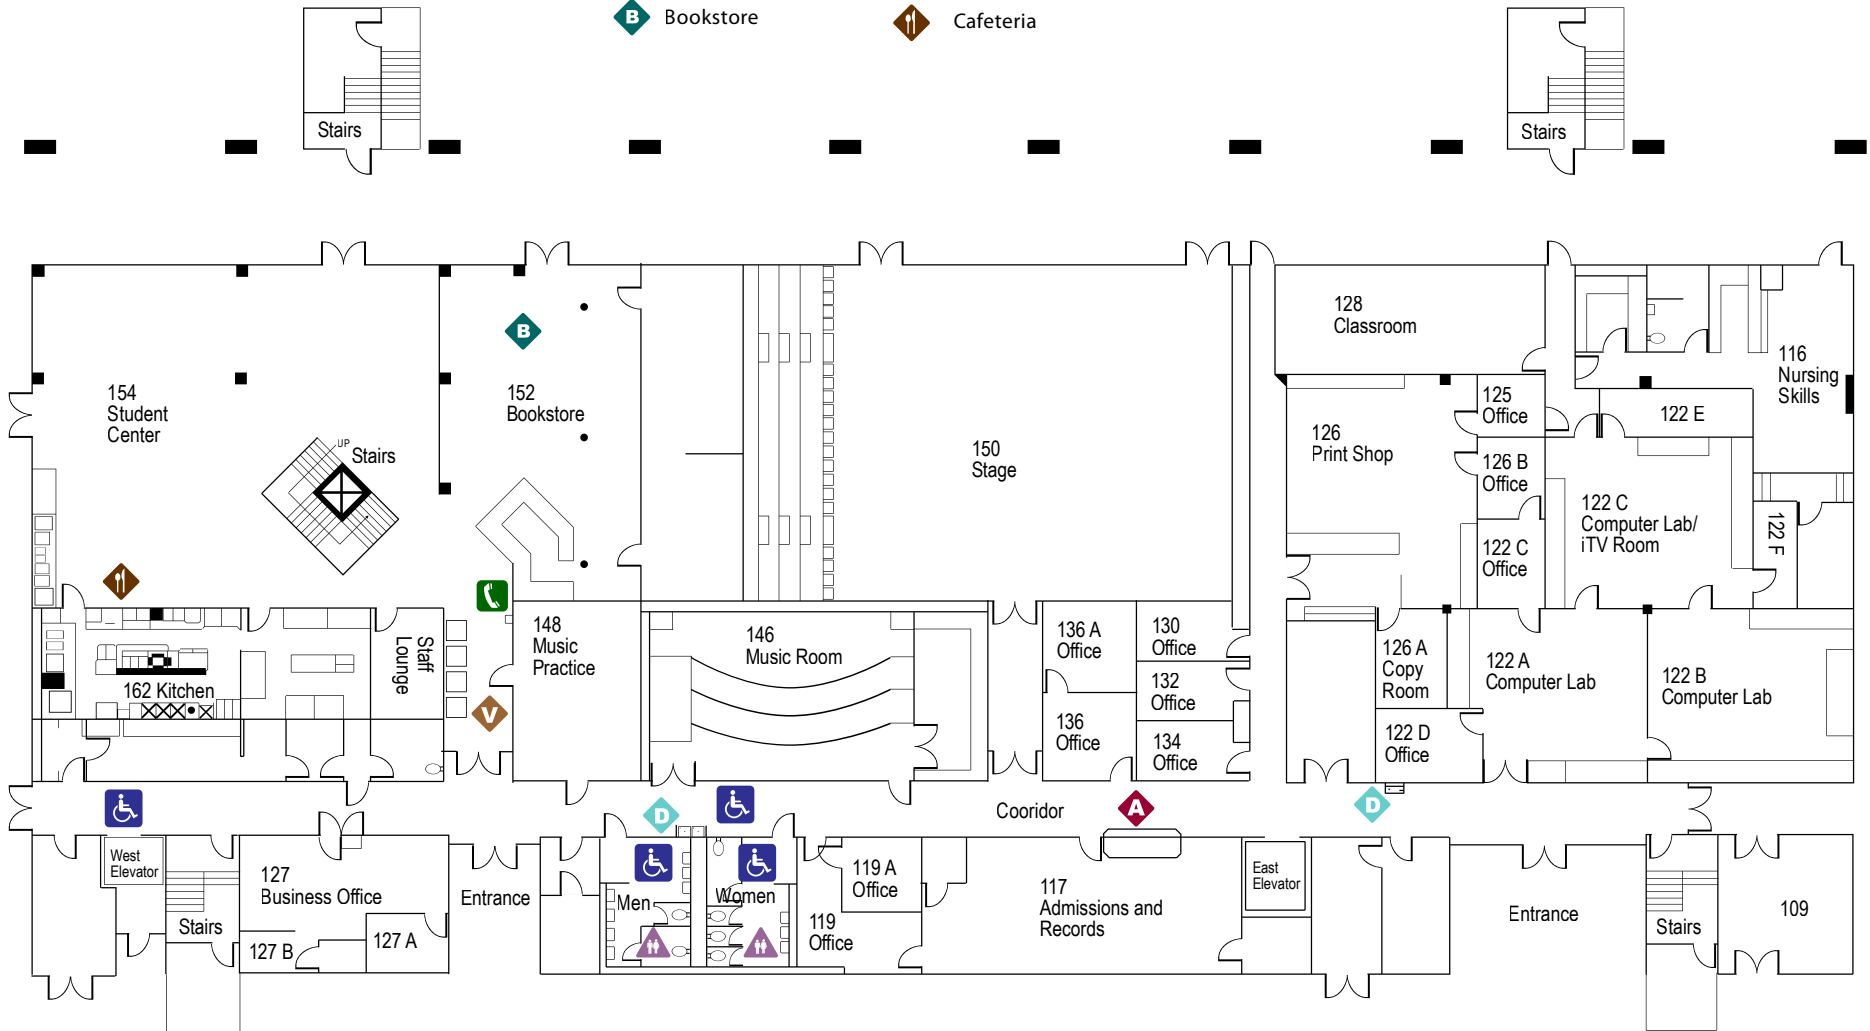 B Bookstore
Cafeteria
Stairs
Stairs
128
Classroom
116
Nursing
Skills
154
Student
Center
B
152
Bookstore
UP
Stairs
150
Stage
126
Print Shop
125
Office
122 E
126 B
Office
122 C
Office
122 C
Computer Lab/
iTV Room
122 F
162 Kitchen
Staff
Lounge
V
148
Music
Practice
146
Music Room
136 A
Office
130
Office
132
Office
136
Office
134
Office
126 A
Copy
Room
122 A
Computer Lab
122 B
Computer Lab
122 D
Office
D
Cooridor
A
D
West
Elevator
127
Business Office
Stairs
127 B
127 A
Entrance
Men
Women
119 A
Office
119
Office
117
Admissions and
Records
East
Elevator
Entrance
Stairs
109